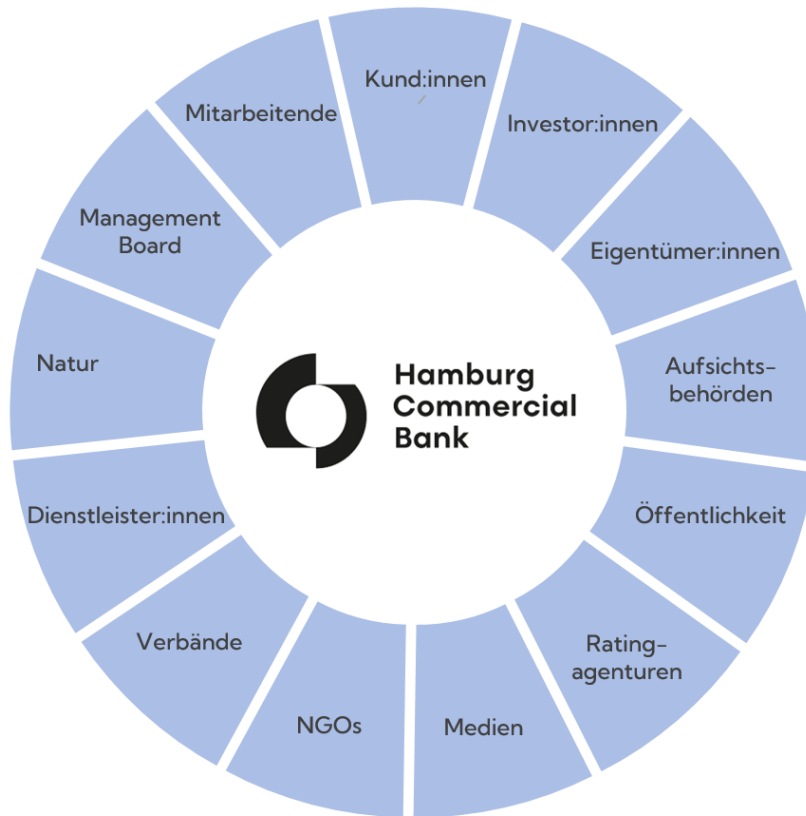 Kund:innen
Investor:innen
Eigentümer:innen
Aufsichts-
behörden
Öffentlichkeit
Rating-
agenturen
Medien
NGOs
Verbände
Dienstleister:innen
Natur
Management
Board
Mitarbeitende
Hamburg
Commercial
Bank